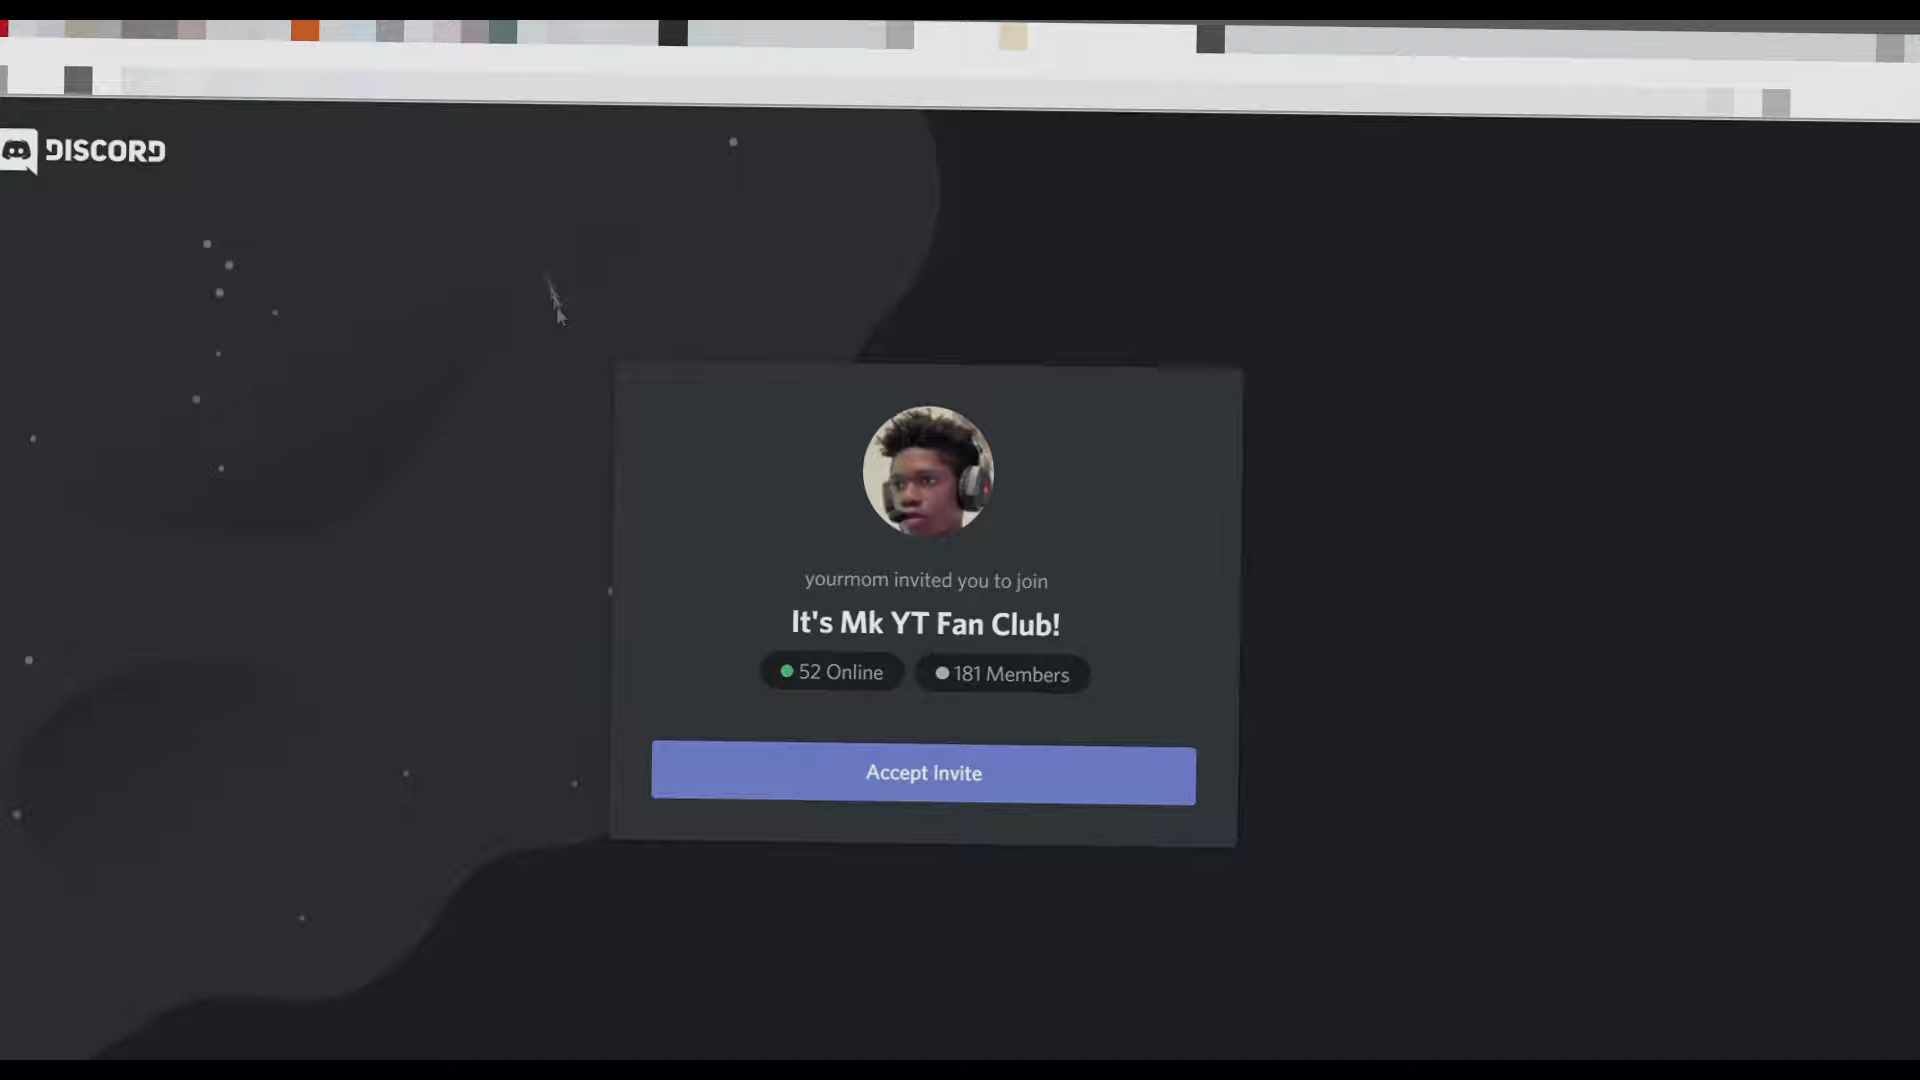 DISCORD
yourmom invited you to join
It's Mk YT Fan Club!
52 Online
181 Members
Accept Invite